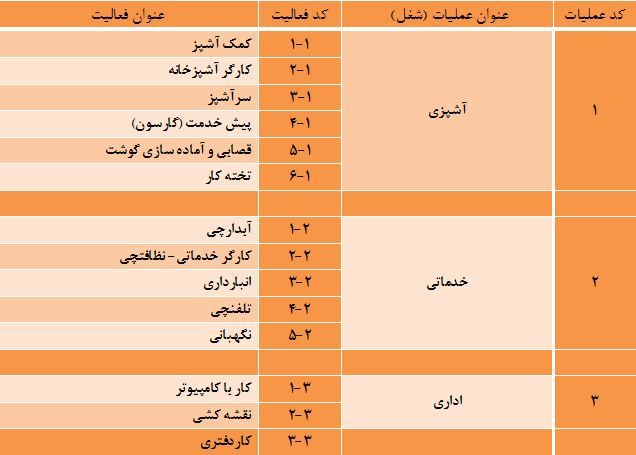 کد عملیات عنوان عملیات (شغل) کد فعالیت عنوان فعالیت
۱ آشپزی ۱-۱ کمک آشپز
۲-۱ کارگر آشپزخانه
۳-۱ سرآشپز
۴-۱ پیش خدمت (گارسون)
۵-۱ قصابی و آماده سازی گوشت
۶-۱ تخته کار
۲ خدماتی ۱-۲ آبدارچی
۲-۲ کارگر خدماتی - نظافتچی
۳-۲ انبارداری
۴-۲ تلفنچی
۵-۲ نگهبانی
۳ اداری ۱-۳ کار با کامپیوتر
۲-۳ نقشه کشی
۳-۳ کاردفتری